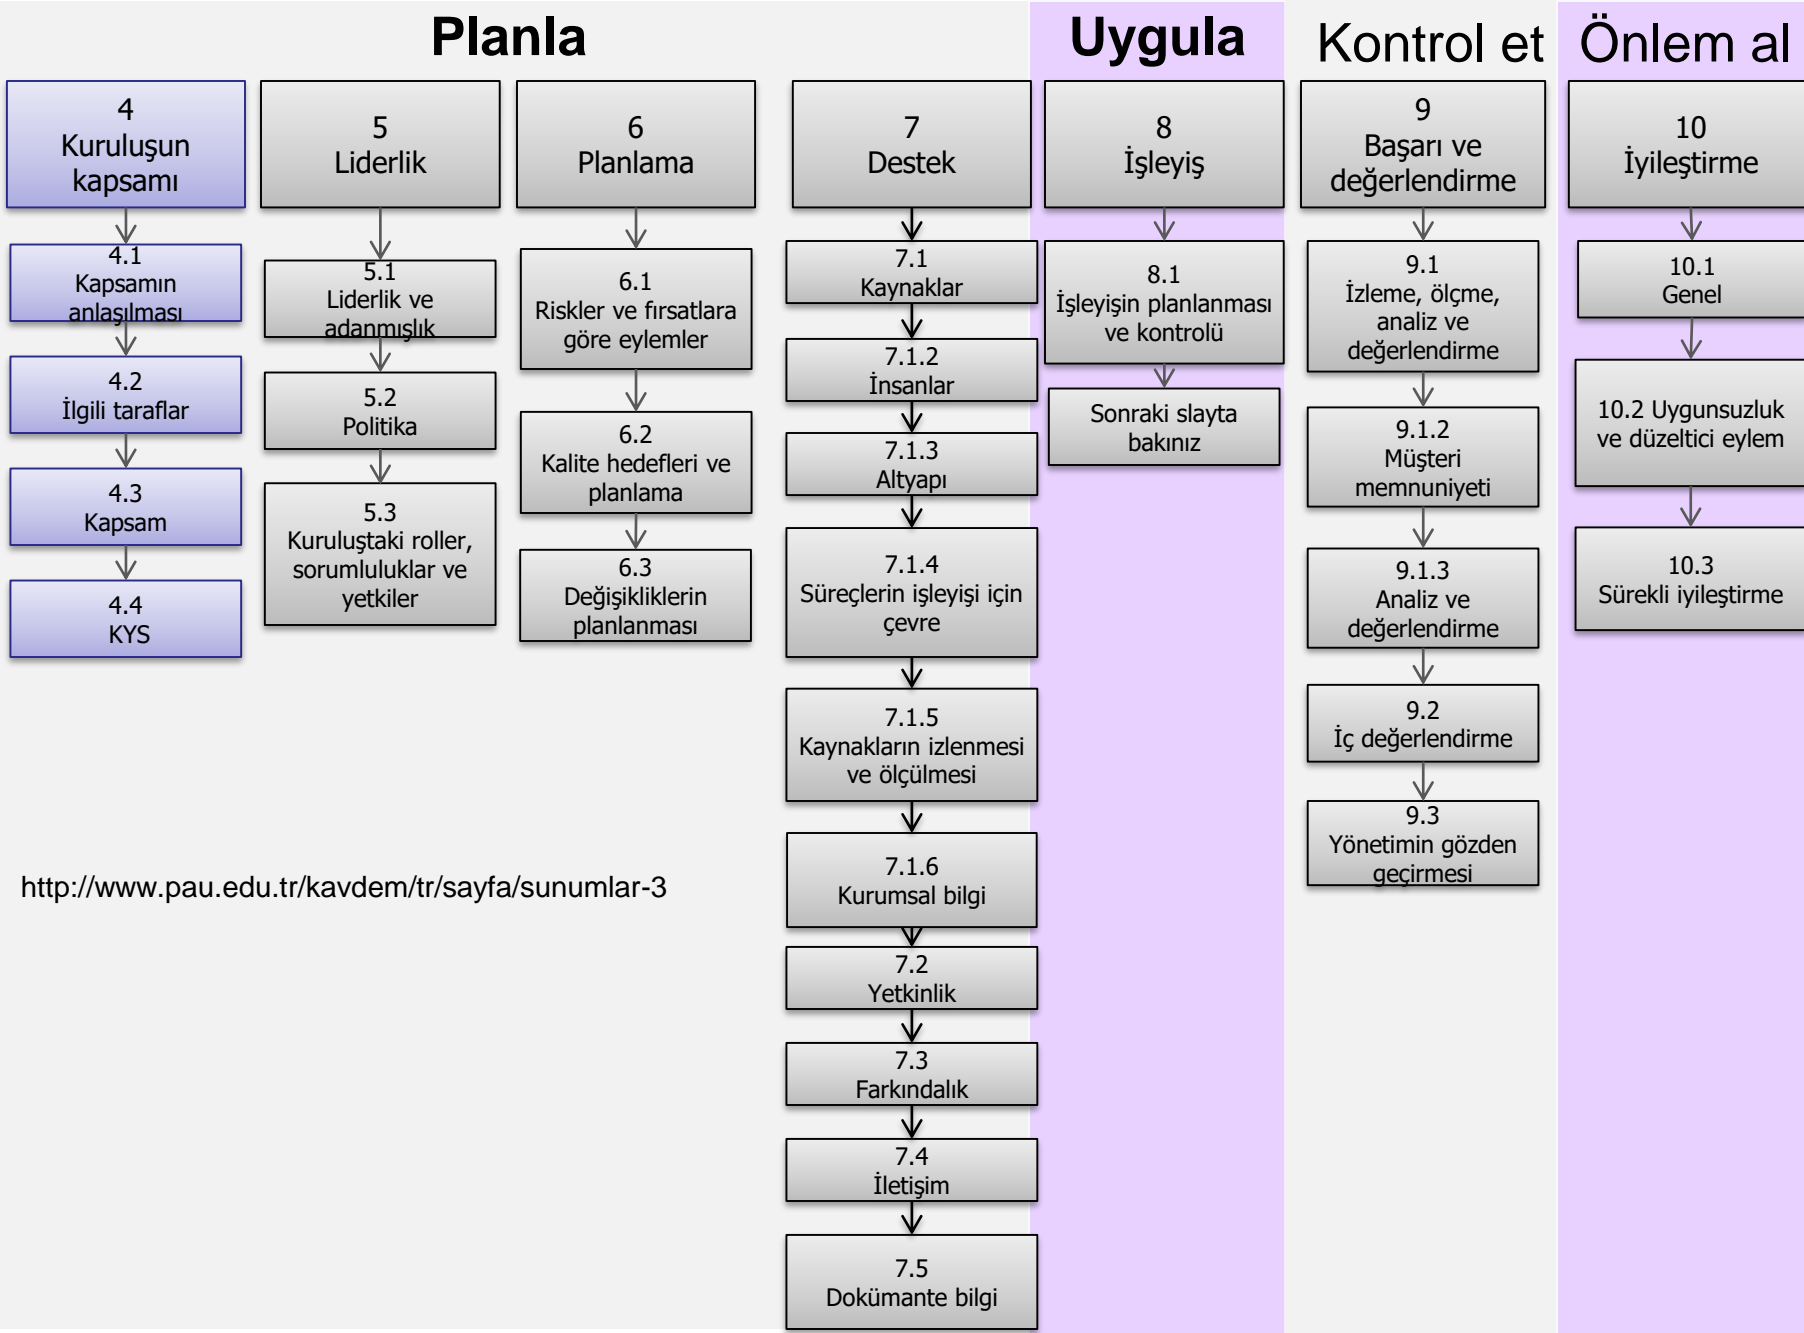 Planla
Uygula
Kontrol et
Önlem al
4
Kuruluşun
kapsamı
4.1
Kapsamın
anlaşılması
4.2
İlgili taraflar
4.3
Kapsam
4.4
KYS
5
Liderlik
5.1
Liderlik ve
adanmışlık
5.2
Politika
5.3
Kuruluştaki roller,
sorumluluklar ve
yetkiler
6
Planlama
6.1
Riskler ve fırsatlara
göre eylemler
6.2
Kalite hedefleri ve
planlama
6.3
Değişikliklerin
planlanması
7
Destek
7.1
Kaynaklar
7.1.2
İnsanlar
7.1.3
Altyapı
7.1.4
Süreçlerin işleyişi için
çevre
7.1.5
Kaynakların izlenmesi
ve ölçülmesi
7.1.6
Kurumsal bilgi
7.2
Yetkinlik
7.3
Farkındalık
7.4
İletişim
7.5
Dokümante bilgi
8
İşleyiş
8.1
İşleyişin planlanması
ve kontrolü
Sonraki slayta
bakınız
9
Başarı ve
değerlendirme
9.1
İzleme, ölçme,
analiz ve
değerlendirme
9.1.2
Müşteri
memnuniyeti
9.1.3
Analiz ve
değerlendirme
9.2
İç değerlendirme
9.3
Yönetimin gözden
geçirmesi
10
İyileştirme
10.1
Genel
10.2 Uygunsuzluk
ve düzeltici eylem
10.3
Sürekli iyileştirme
http://www.pau.edu.tr/kavdem/tr/sayfa/sunumlar-3